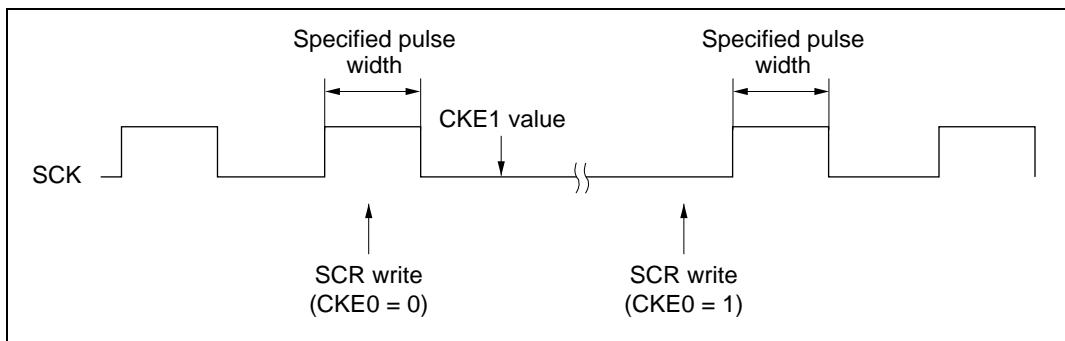 Specified pulse
width
Specified pulse
width
CKE1 value
SCK
SCR write
(CKE0 = 0)
SCR write
(CKE0 = 1)